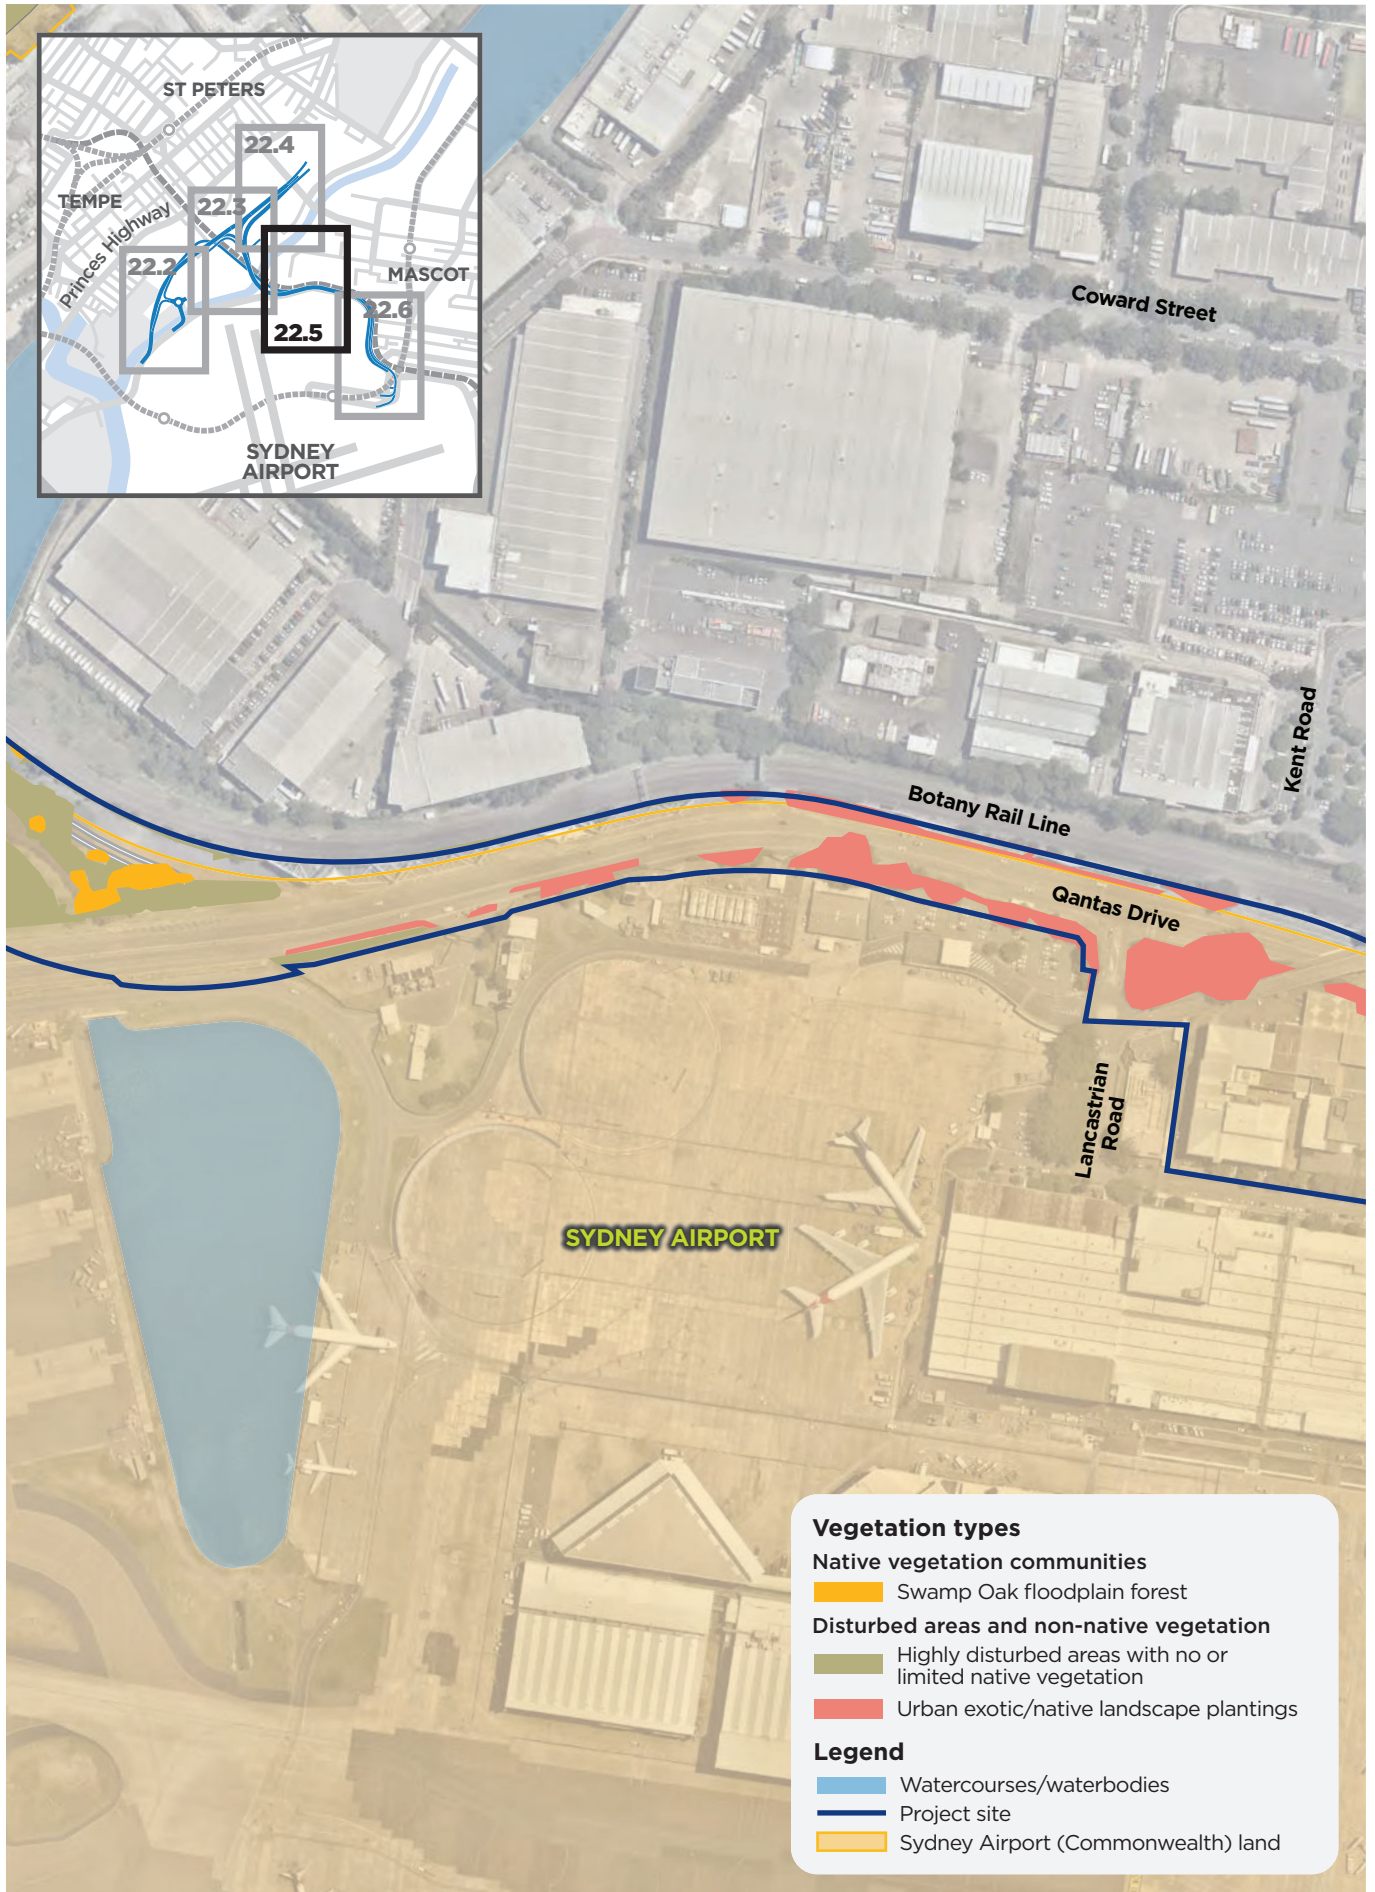 ST PETERS
22.4
TEMPE
22.3
Princes Highway
22.2
MASCOT
22.6
22.5
SYDNEY
AIRPORT
Coward Street
Kent Road
Botany Rail Line
Qantas Drive
Lancastrian
Road
SYDNEY AIRPORT
Vegetation types
Native vegetation communities
Swamp Oak floodplain forest
Disturbed areas and non-native vegetation
Highly disturbed areas with no or
limited native vegetation
Urban exotic/native landscape plantings
Legend
Watercourses/waterbodies
Project site
Sydney Airport (Commonwealth) land